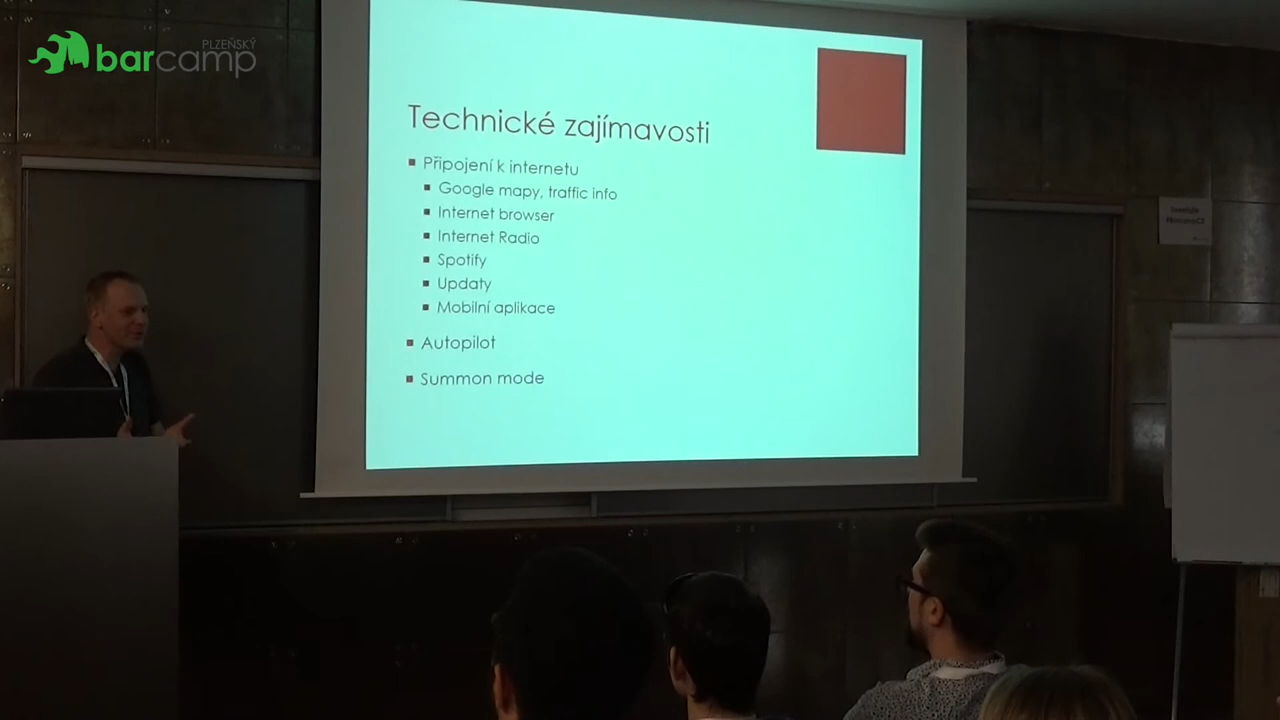 PLZEŇSKÝ
barcamp
Technické zajímavosti
Připojení k internetu
Google mapy, traffic info
Internet browser
Internet Radio
Spotify
Updaty
Mobilní aplikace
Autopilot
Summon mode